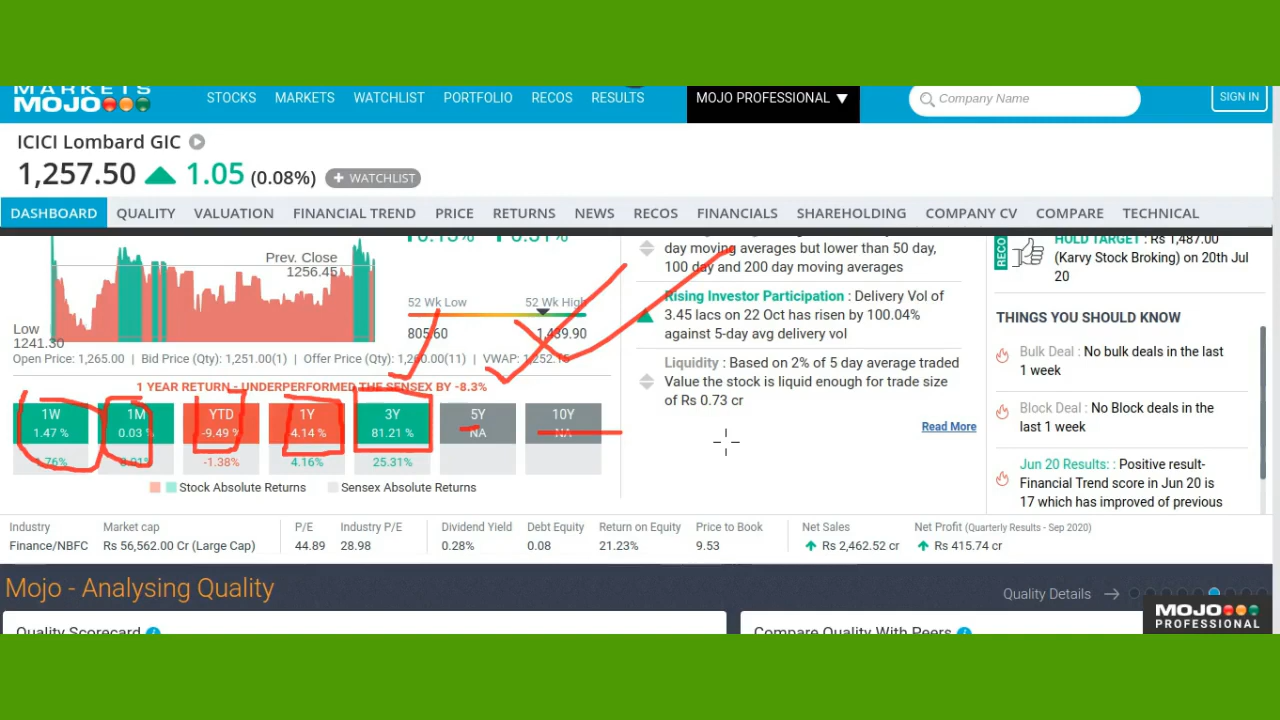 MARKETS
MOJO
STOCKS MARKETS WATCHLIST PORTFOLIO RECOS RESULTS MOJO PROFESSIONAL ▼ Company Name SIGN IN
ICICI Lombard GIC
1,257.50 1.05 (0.08%) + WATCHLIST
DASHBOARD QUALITY VALUATION FINANCIAL TREND PRICE RETURNS NEWS RECOS FINANCIALS SHAREHOLDING COMPANY CV COMPARE TECHNICAL
Prev. Close
1256.45
Low
1241.30
52 Wk Low 52 Wk High
805.60 1,439.90
Open Price: 1,265.00 | Bid Price (Qty): 1,251.00(1) | Offer Price (Qty): 1,260.00(11) | VWAP: 1,252.15
1 YEAR RETURN - UNDERPERFORMED THE SENSEX BY -8.3%
1W 1M YTD 1Y 3Y 5Y 10Y
1.47 % 0.03 % -9.49 % 4.14 % 81.21 % NA NA
1.76% 0.01% -1.38% 4.16% 25.31%
Stock Absolute Returns Sensex Absolute Returns
day moving averages but lower than 50 day,
100 day and 200 day moving averages
Rising Investor Participation : Delivery Vol of
3.45 lacs on 22 Oct has risen by 100.04%
against 5-day avg delivery vol
Liquidity : Based on 2% of 5 day average traded
Value the stock is liquid enough for trade size
of Rs 0.73 cr
Read More
RECO
HOLD TARGET: Rs 1,487.00
(Karvy Stock Broking) on 20th Jul
20
THINGS YOU SHOULD KNOW
Bulk Deal : No bulk deals in the last
1 week
Block Deal : No Block deals in the
last 1 week
Jun 20 Results: : Positive result-
Financial Trend score in Jun 20 is
17 which has improved of previous
Industry Market cap P/E Industry P/E Dividend Yield Debt Equity Return on Equity Price to Book Net Sales Net Profit (Quarterly Results - Sep 2020)
Finance/NBFC Rs 56,562.00 Cr (Large Cap) 44.89 28.98 0.28% 0.08 21.23% 9.53 Rs 2,462.52 cr Rs 415.74 cr
Mojo - Analysing Quality
Quality Details →
MOJO
PROFESSIONAL
Quality Scorecard
Compare Quality With Peers